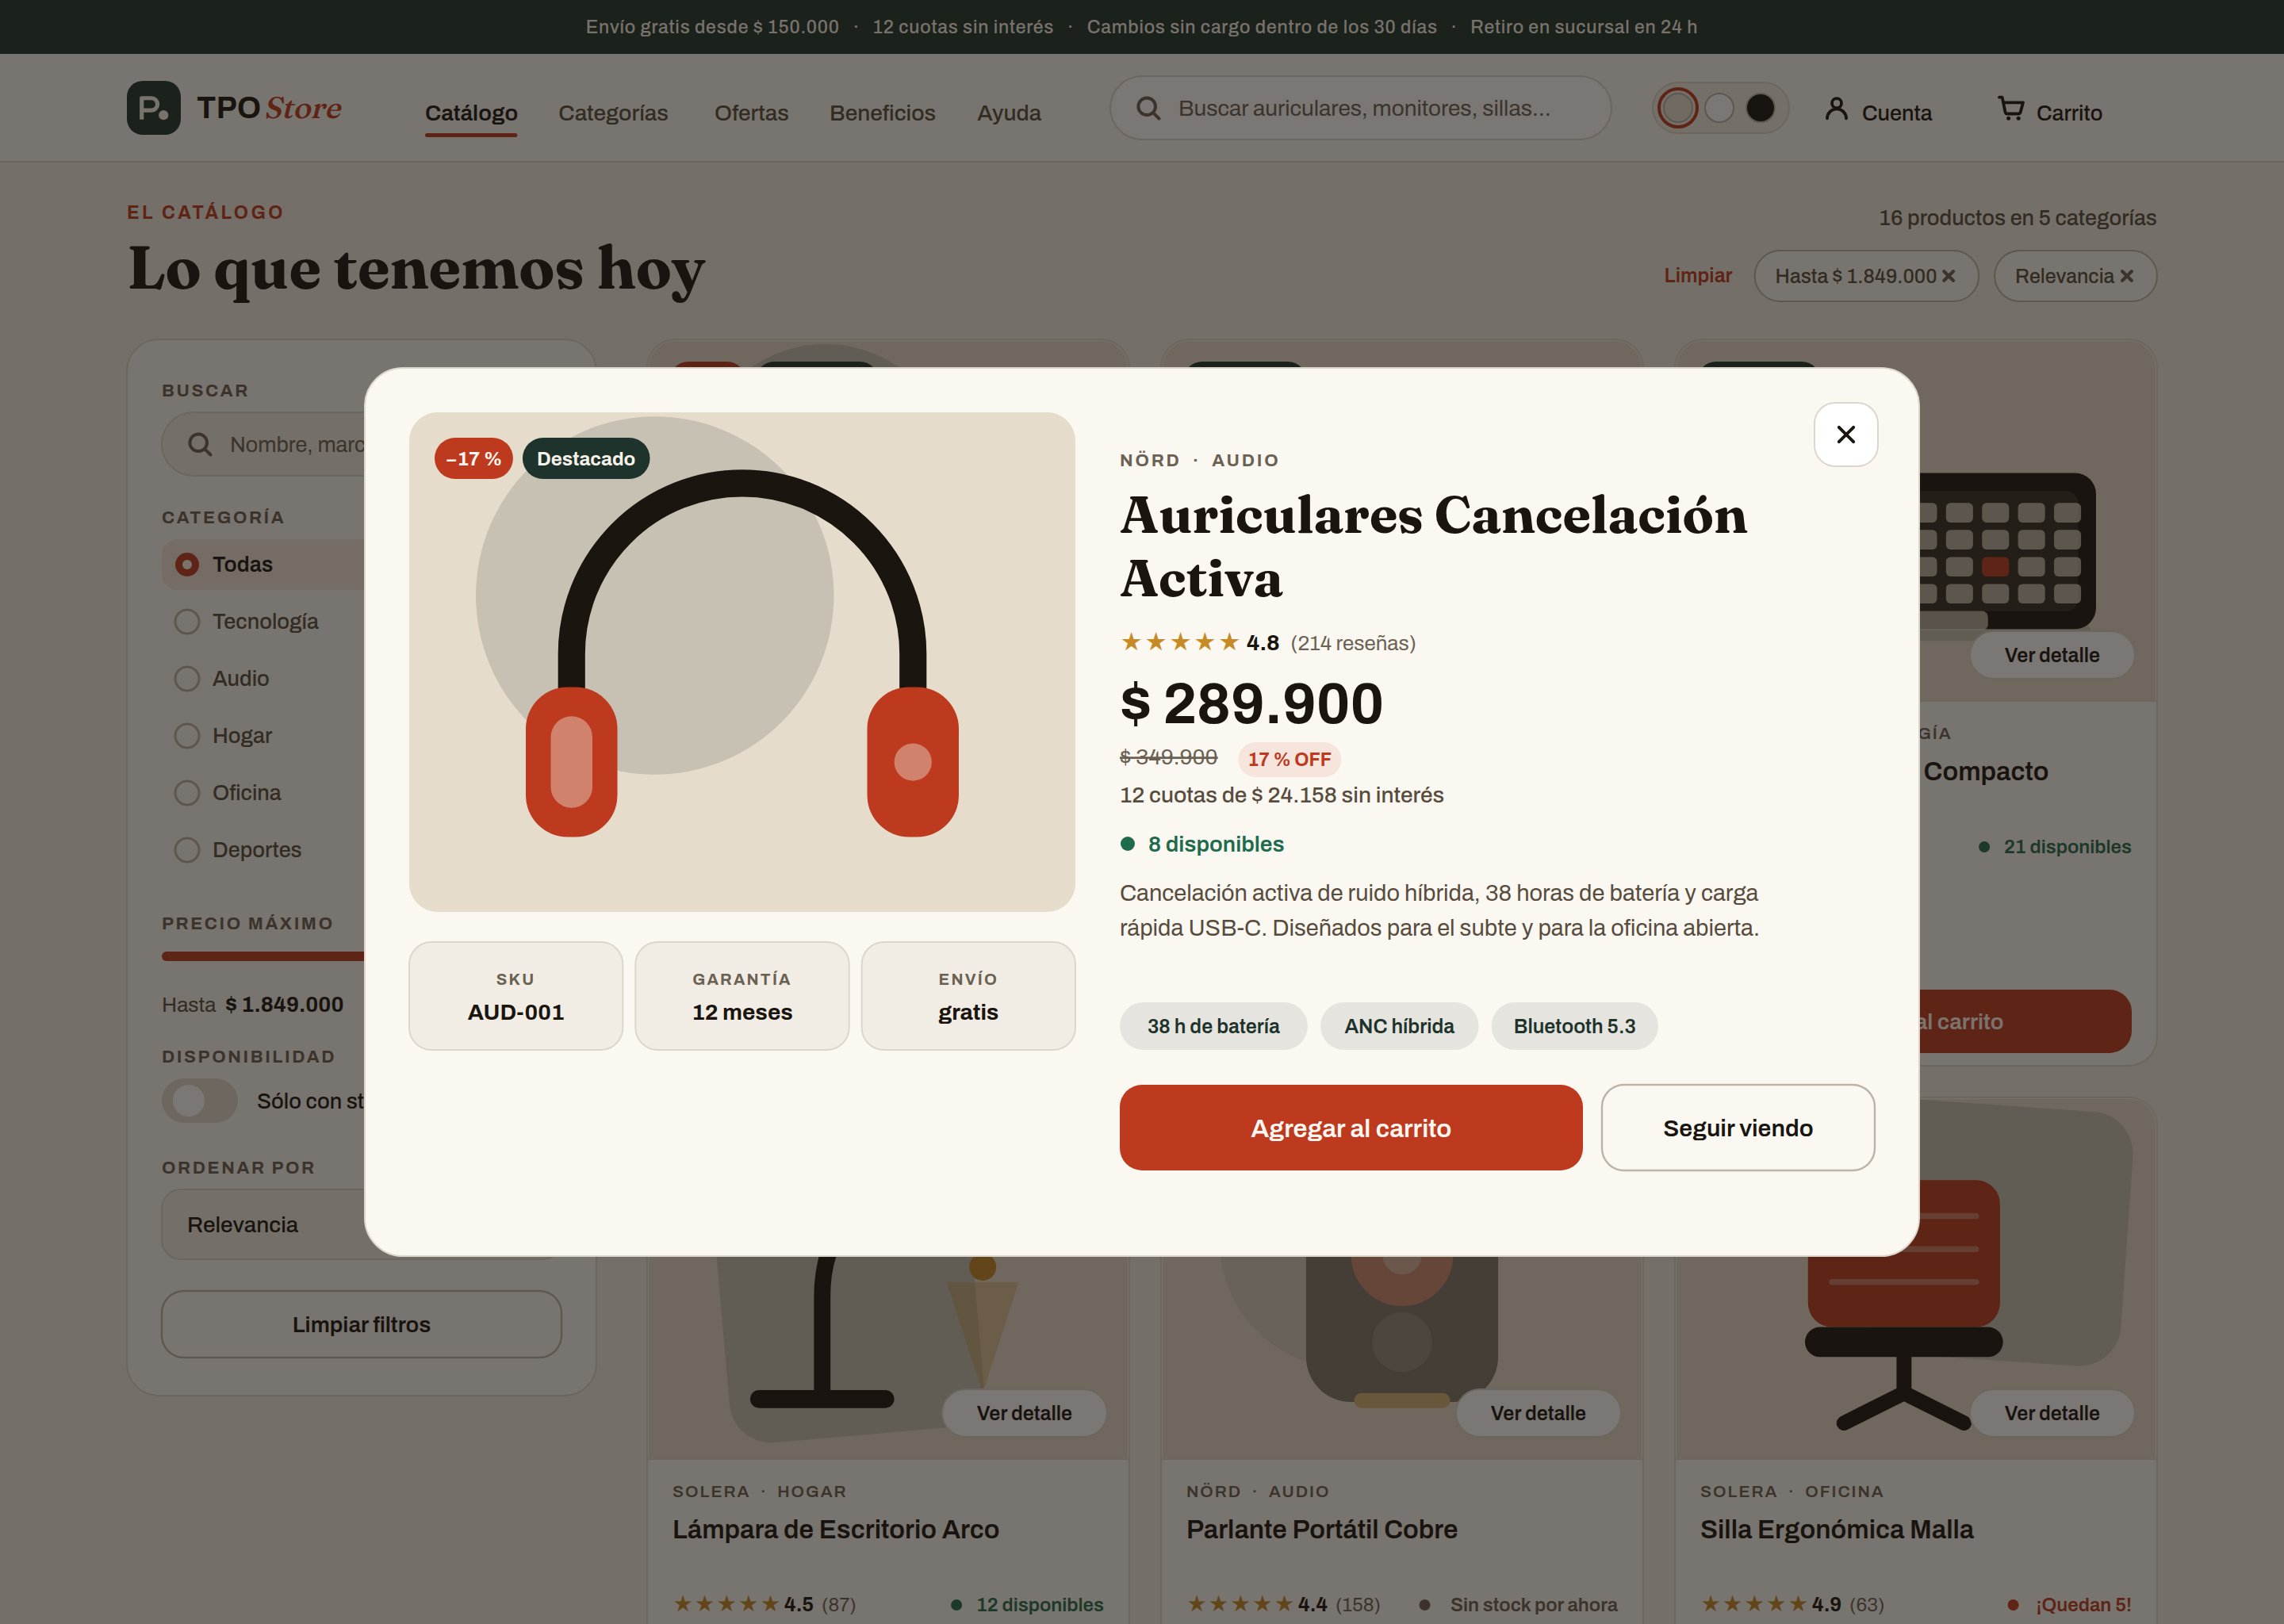 Envío gratis desde $ 150.000 · 12 cuotas sin interés · Cambios sin cargo dentro de los 30 días · Retiro en sucursal en 24 h
P. TPO Store
Catálogo Categorías Ofertas Beneficios Ayuda
Buscar auriculares, monitores, sillas...
Cuenta Carrito
EL CATÁLOGO
Lo que tenemos hoy
16 productos en 5 categorías
Limpiar Hasta $ 1.849.000 × Relevancia ×
BUSCAR
Nombre, marc
CATEGORÍA
Todas
Tecnología
Audio
Hogar
Oficina
Deportes
PRECIO MÁXIMO
Hasta $ 1.849.000
DISPONIBILIDAD
Sólo con st
ORDENAR POR
Relevancia
Limpiar filtros
–17 % Destacado
SKU
AUD-001
GARANTÍA
12 meses
ENVÍO
gratis
NÖRD · AUDIO
Auriculares Cancelación
Activa
★★★★★ 4.8 (214 reseñas)
$ 289.900
$ 349.900 17 % OFF
12 cuotas de $ 24.158 sin interés
8 disponibles
Cancelación activa de ruido híbrida, 38 horas de batería y carga
rápida USB-C. Diseñados para el subte y para la oficina abierta.
38 h de batería ANC híbrida Bluetooth 5.3
Agregar al carrito Seguir viendo
Ver detalle
GÍA
Compacto
21 disponibles
al carrito
Ver detalle
SOLERA · HOGAR
Lámpara de Escritorio Arco
★★★★★ 4.5 (87) 12 disponibles
Ver detalle
NÖRD · AUDIO
Parlante Portátil Cobre
★★★★★ 4.4 (158) Sin stock por ahora
Ver detalle
SOLERA · OFICINA
Silla Ergonómica Malla
★★★★★ 4.9 (63) ¡Quedan 5!